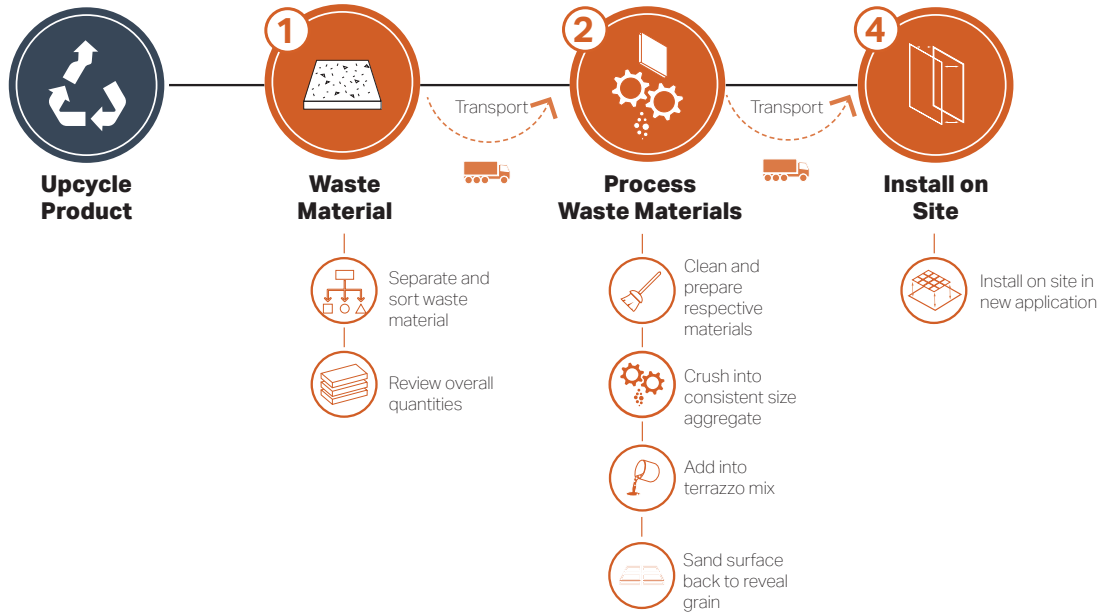 1
2
4
Transport
Transport
Upcycle
Product
Waste
Material
Process
Waste Materials
Install on
Site
Separate and
sort waste
material
Review overall
quantities
Clean and
prepare
respective
materials
Crush into
consistent size
aggregate
Add into
terrazzo mix
Sand surface
back to reveal
grain
Install on site in
new application